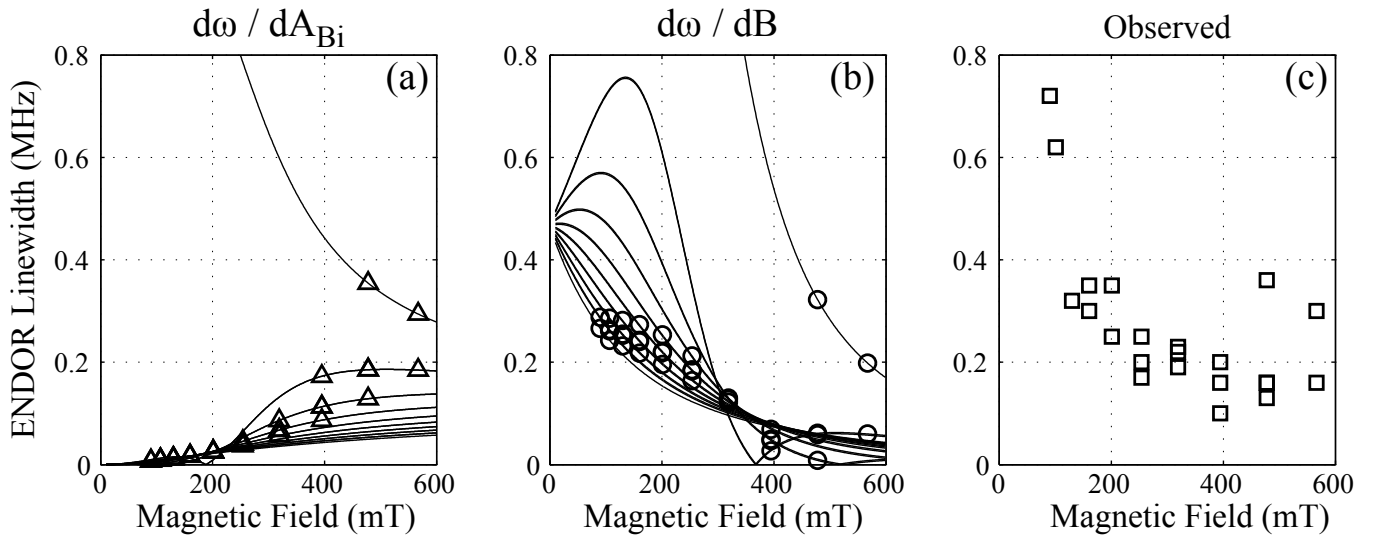 dω / dA_Bi
dω / dB
Observed
(a)
(b)
(c)
ENDOR Linewidth (MHz)
0.8
0.6
0.4
0.2
0
0.8
0.6
0.4
0.2
0
0.8
0.6
0.4
0.2
0
0 200 400 600
0 200 400 600
0 200 400 600
Magnetic Field (mT)
Magnetic Field (mT)
Magnetic Field (mT)